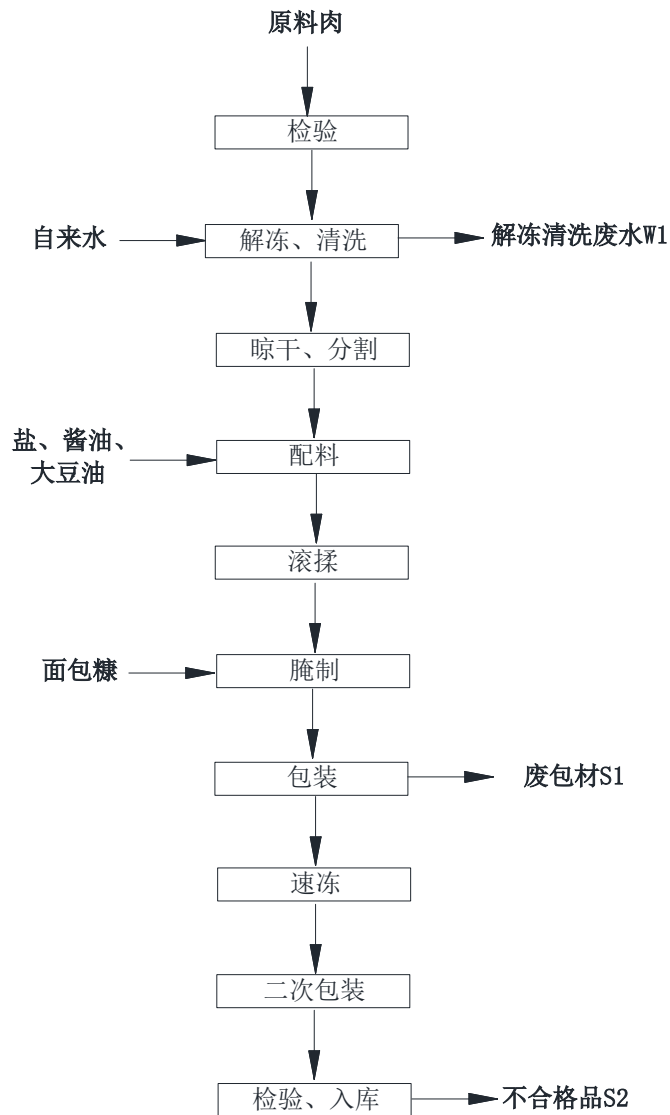 原料肉
检验
自来水
解冻、清洗
解冻清洗废水W1
晾干、分割
盐、酱油、
大豆油
配料
滚揉
面包糠
腌制
包装
废包材S1
速冻
二次包装
检验、入库
不合格品S2